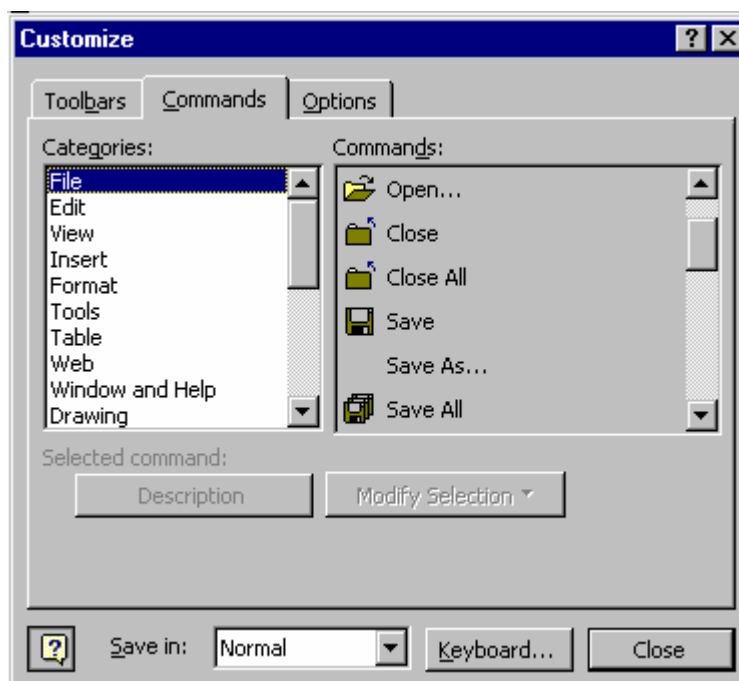 Customize
Toolbars Commands Options
Categories: Commands:
File
Edit
View
Insert
Format
Tools
Table
Web
Window and Help
Drawing
Open...
Close
Close All
Save
Save As...
Save All
Selected command:
Description Modify Selection
Save in: Normal Keyboard... Close